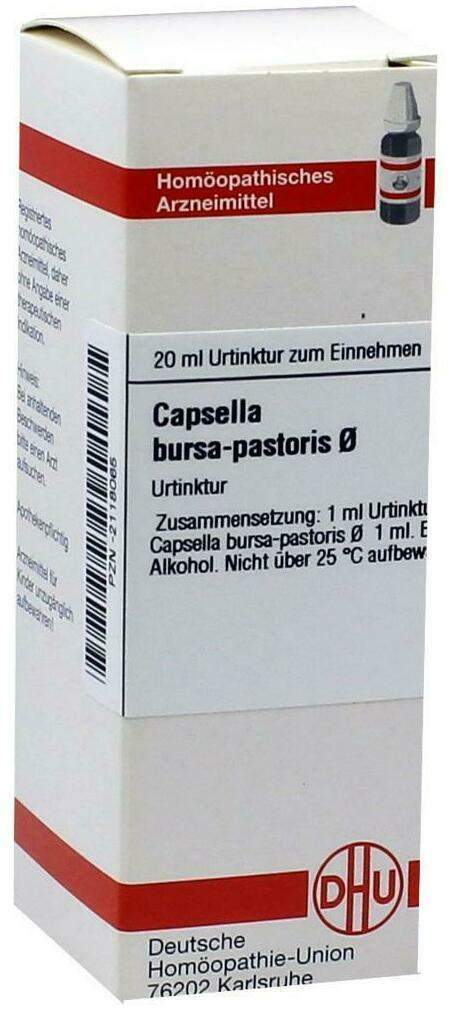 Homöopathisches
Arzneimittel
20 ml Urtinktur zum Einnehmen
Capsella
bursa-pastoris Ø
Urtinktur
Zusammensetzung: 1 ml Urtinktu
Capsella bursa-pastoris Ø 1 ml. E
Alkohol. Nicht über 25 °C aufbew
PZN -2118065
Registriertes
homöopathisches
Arzneimittel, daher
ohne Angabe einer
therapeutischen
Indikation.
Hinweis:
Bei anhaltenden
Beschwerden
bitte einen Arzt
aufsuchen.
Apothekenpflichtig
Arzneimittel für
Kinder unzugänglich
aufbewahren!
DHU
Deutsche
Homöopathie-Union
76202 Karlsruhe